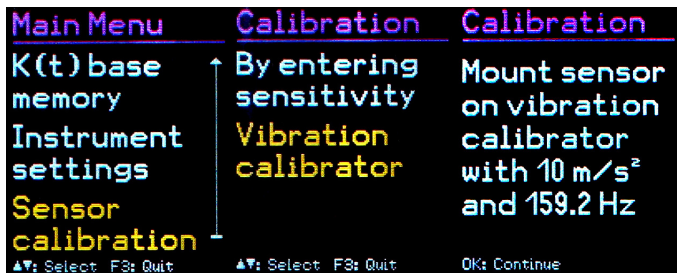 Main Menu
K(t) base
memory
Instrument
settings
Sensor
calibration
▲▼: Select F3: Quit
Calibration
By entering
sensitivity
Vibration
calibrator
▲▼: Select F3: Quit
Calibration
Mount sensor
on vibration
calibrator
with 10 m/s²
and 159.2 Hz
OK: Continue